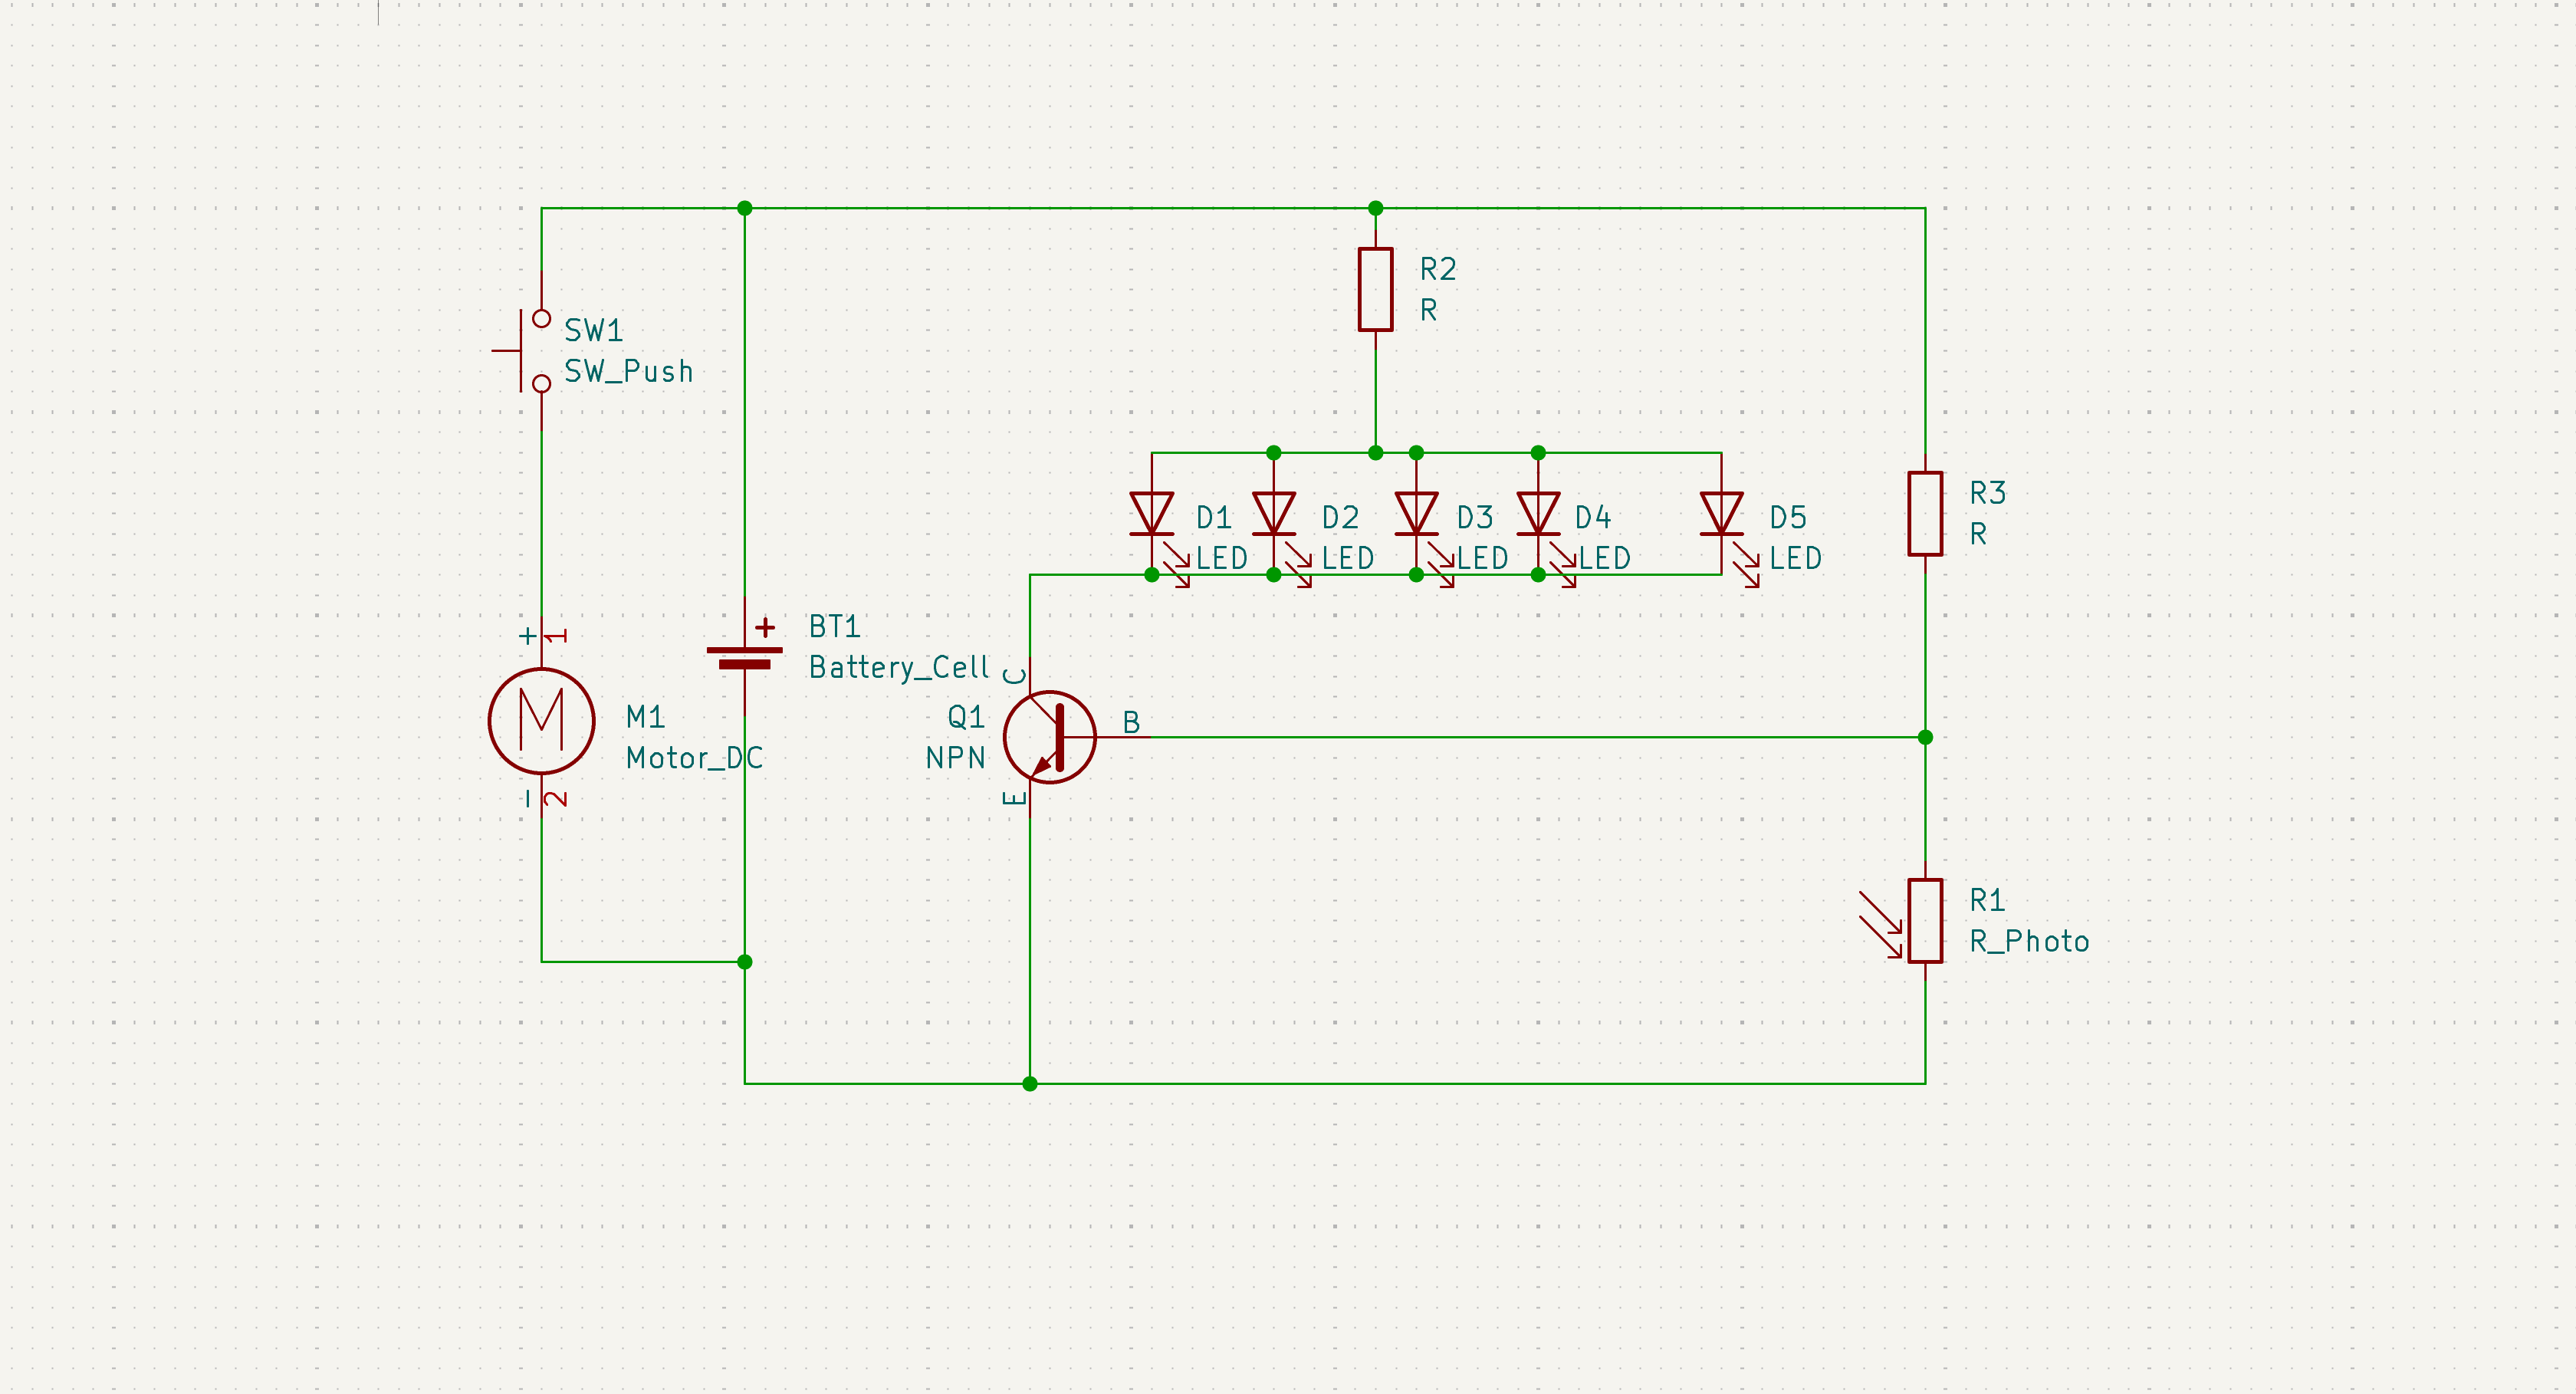 R2
R
SW1
SW_Push
R3
R
D1
LED
D2
LED
D3
LED
D4
LED
D5
LED
+
1
M
M1
Motor_DC
-
2
+
BT1
Battery_Cell
C
Q1
NPN
B
E
R1
R_Photo